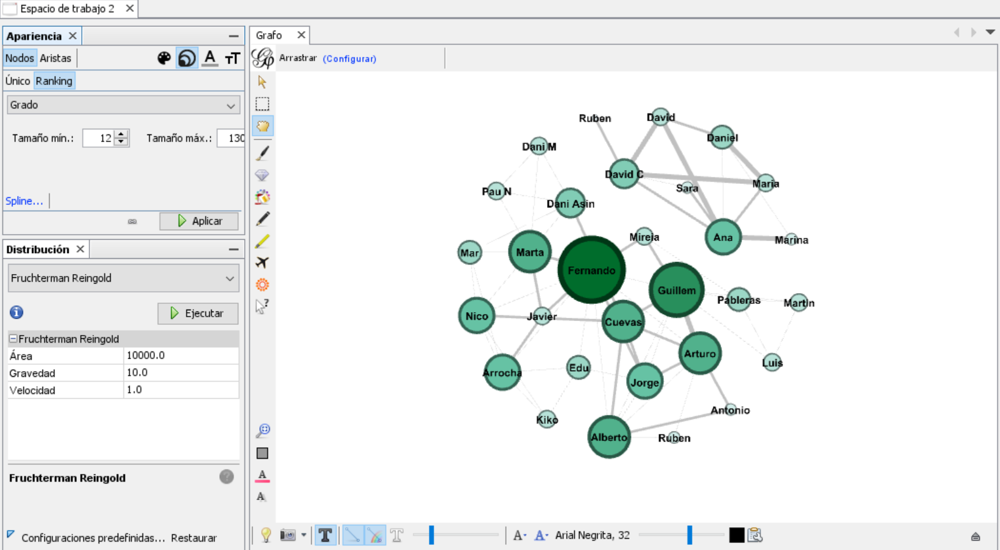 Espacio de trabajo 2
Apariencia
Nodos Aristas
Único Ranking
Grado
Tamaño mín.: 12 Tamaño máx.: 130
Spline...
Aplicar
Distribución
Fruchterman Reingold
Ejecutar
Fruchterman Reingold
Área 10000.0
Gravedad 10.0
Velocidad 1.0
Fruchterman Reingold
Configuraciones predefinidas... Restaurar
Grafo
Arrastrar (Configurar)
Ruben
David
Daniel
Dani M
David C
Sara
Maria
Pau N
Dani Asin
Mireia
Ana
Marina
Mar
Marta
Fernando
Guillem
Pableras
Martin
Nico
Javier
Cuevas
Arturo
Luis
Arrocha
Edu
Jorge
Antonio
Kiko
Alberto
Ruben
Arial Negrita, 32